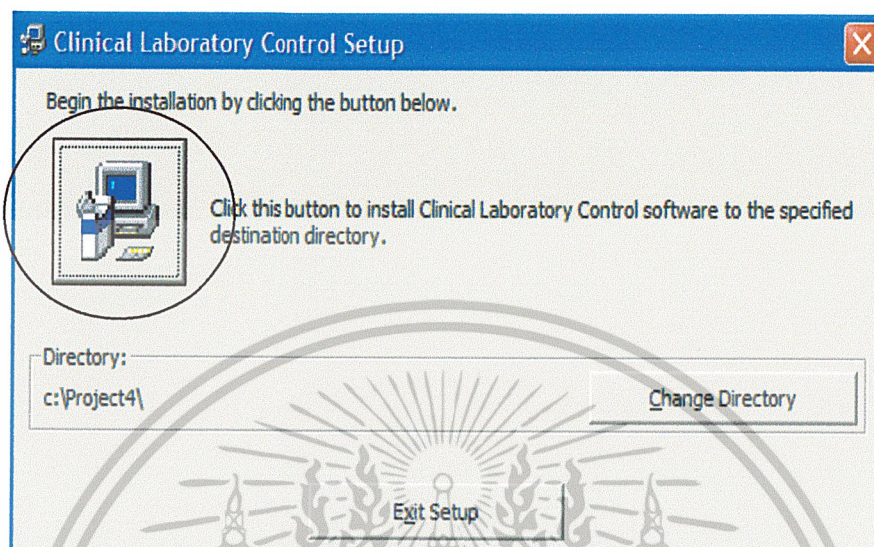 Clinical Laboratory Control Setup
Begin the installation by clicking the button below.
Click this button to install Clinical Laboratory Control software to the specified
destination directory.
Directory:
c:\Project4\
Change Directory
Exit Setup